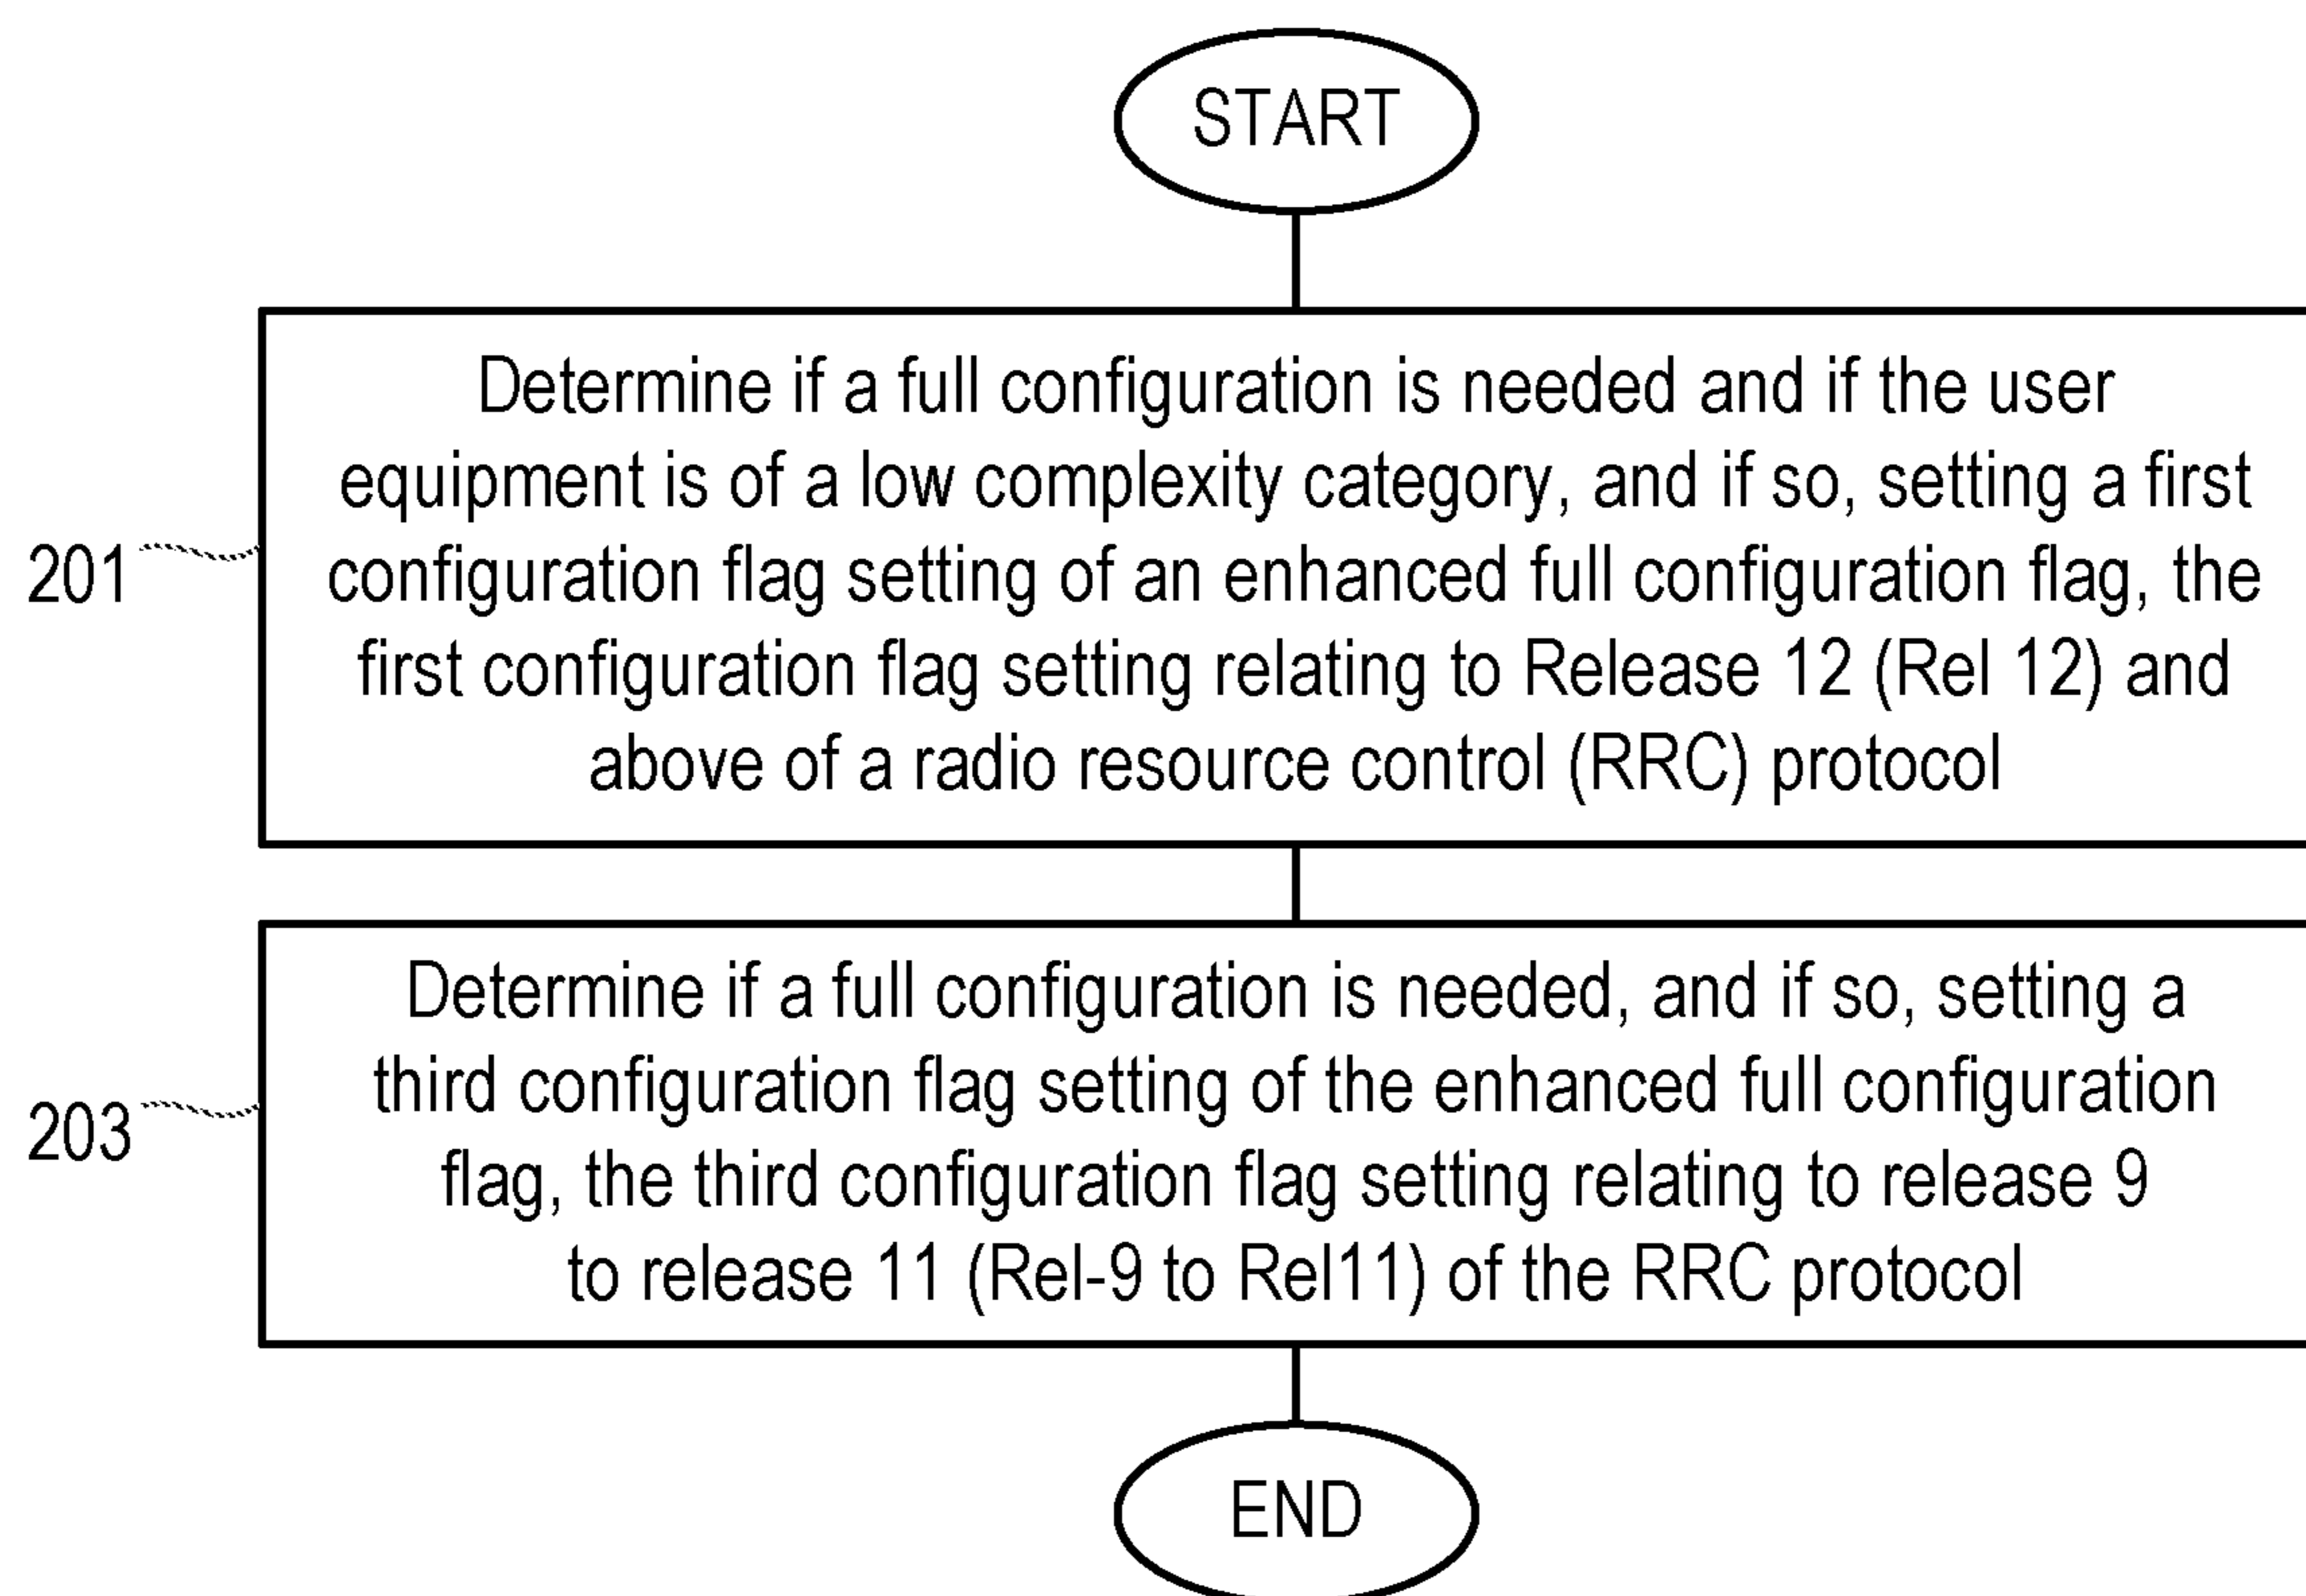 START
Determine if a full configuration is needed and if the user
equipment is of a low complexity category, and if so, setting a first
201
configuration flag setting of an enhanced full configuration flag, the
first configuration flag setting relating to Release 12 (Rel 12) and
above of a radio resource control (RRC) protocol
Determine if a full configuration is needed, and if so, setting a
third configuration flag setting of the enhanced full configuration
203
flag, the third configuration flag setting relating to release 9
to release 11 (Rel-9 to Rel11) of the RRC protocol
END